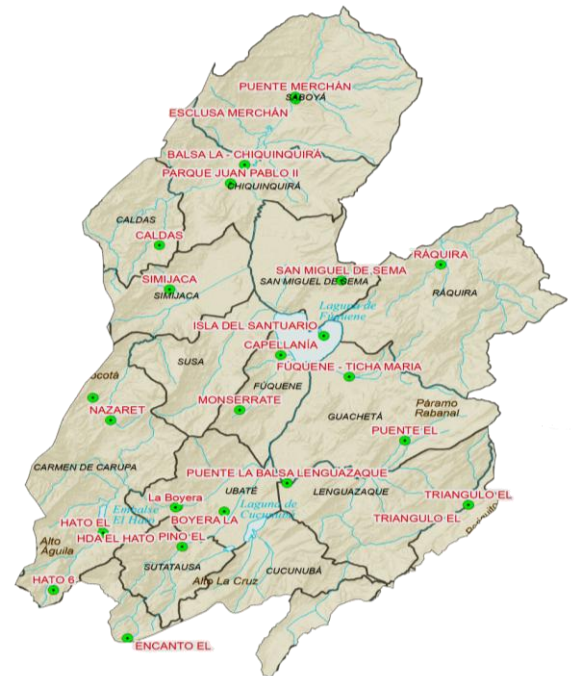 PUENTE MERCHÁN
SABOYÁ
ESCLUSA MERCHÁN
BALSA LA - CHIQUINQUIRÁ
PARQUE JUAN PABLO II
CHIQUINQUIRÁ
CALDAS
CALDAS
RÁQUIRA
SAN MIGUEL DE SEMA
SAN MIGUEL DE SEMA
SIMIJACA
SIMIJACA
RÁQUIRA
Laguna de
Fúquene
ISLA DEL SANTUARIO
CAPELLANÍA
SUSA
FÚQUENE - TICHA MARIA
FÚQUENE
NAZARET
MONSERRATE
Páramo
Rabanal
GUACHETÁ
PUENTE EL
CARMEN DE CARUPA
PUENTE LA BALSA LENGUAZAQUE
UBATÉ
LENGUAZAQUE
La Boyera
TRIANGULO EL
Embalse
El Hato
BOYERA LA
Laguna de
Cucunubá
TRIANGULO EL
HATO EL
HDA EL HATO
PINO EL
Alto
Águila
SUTATAUSA
CUCUNUBÁ
HATO 6
Alto La Cruz
ENCANTO EL